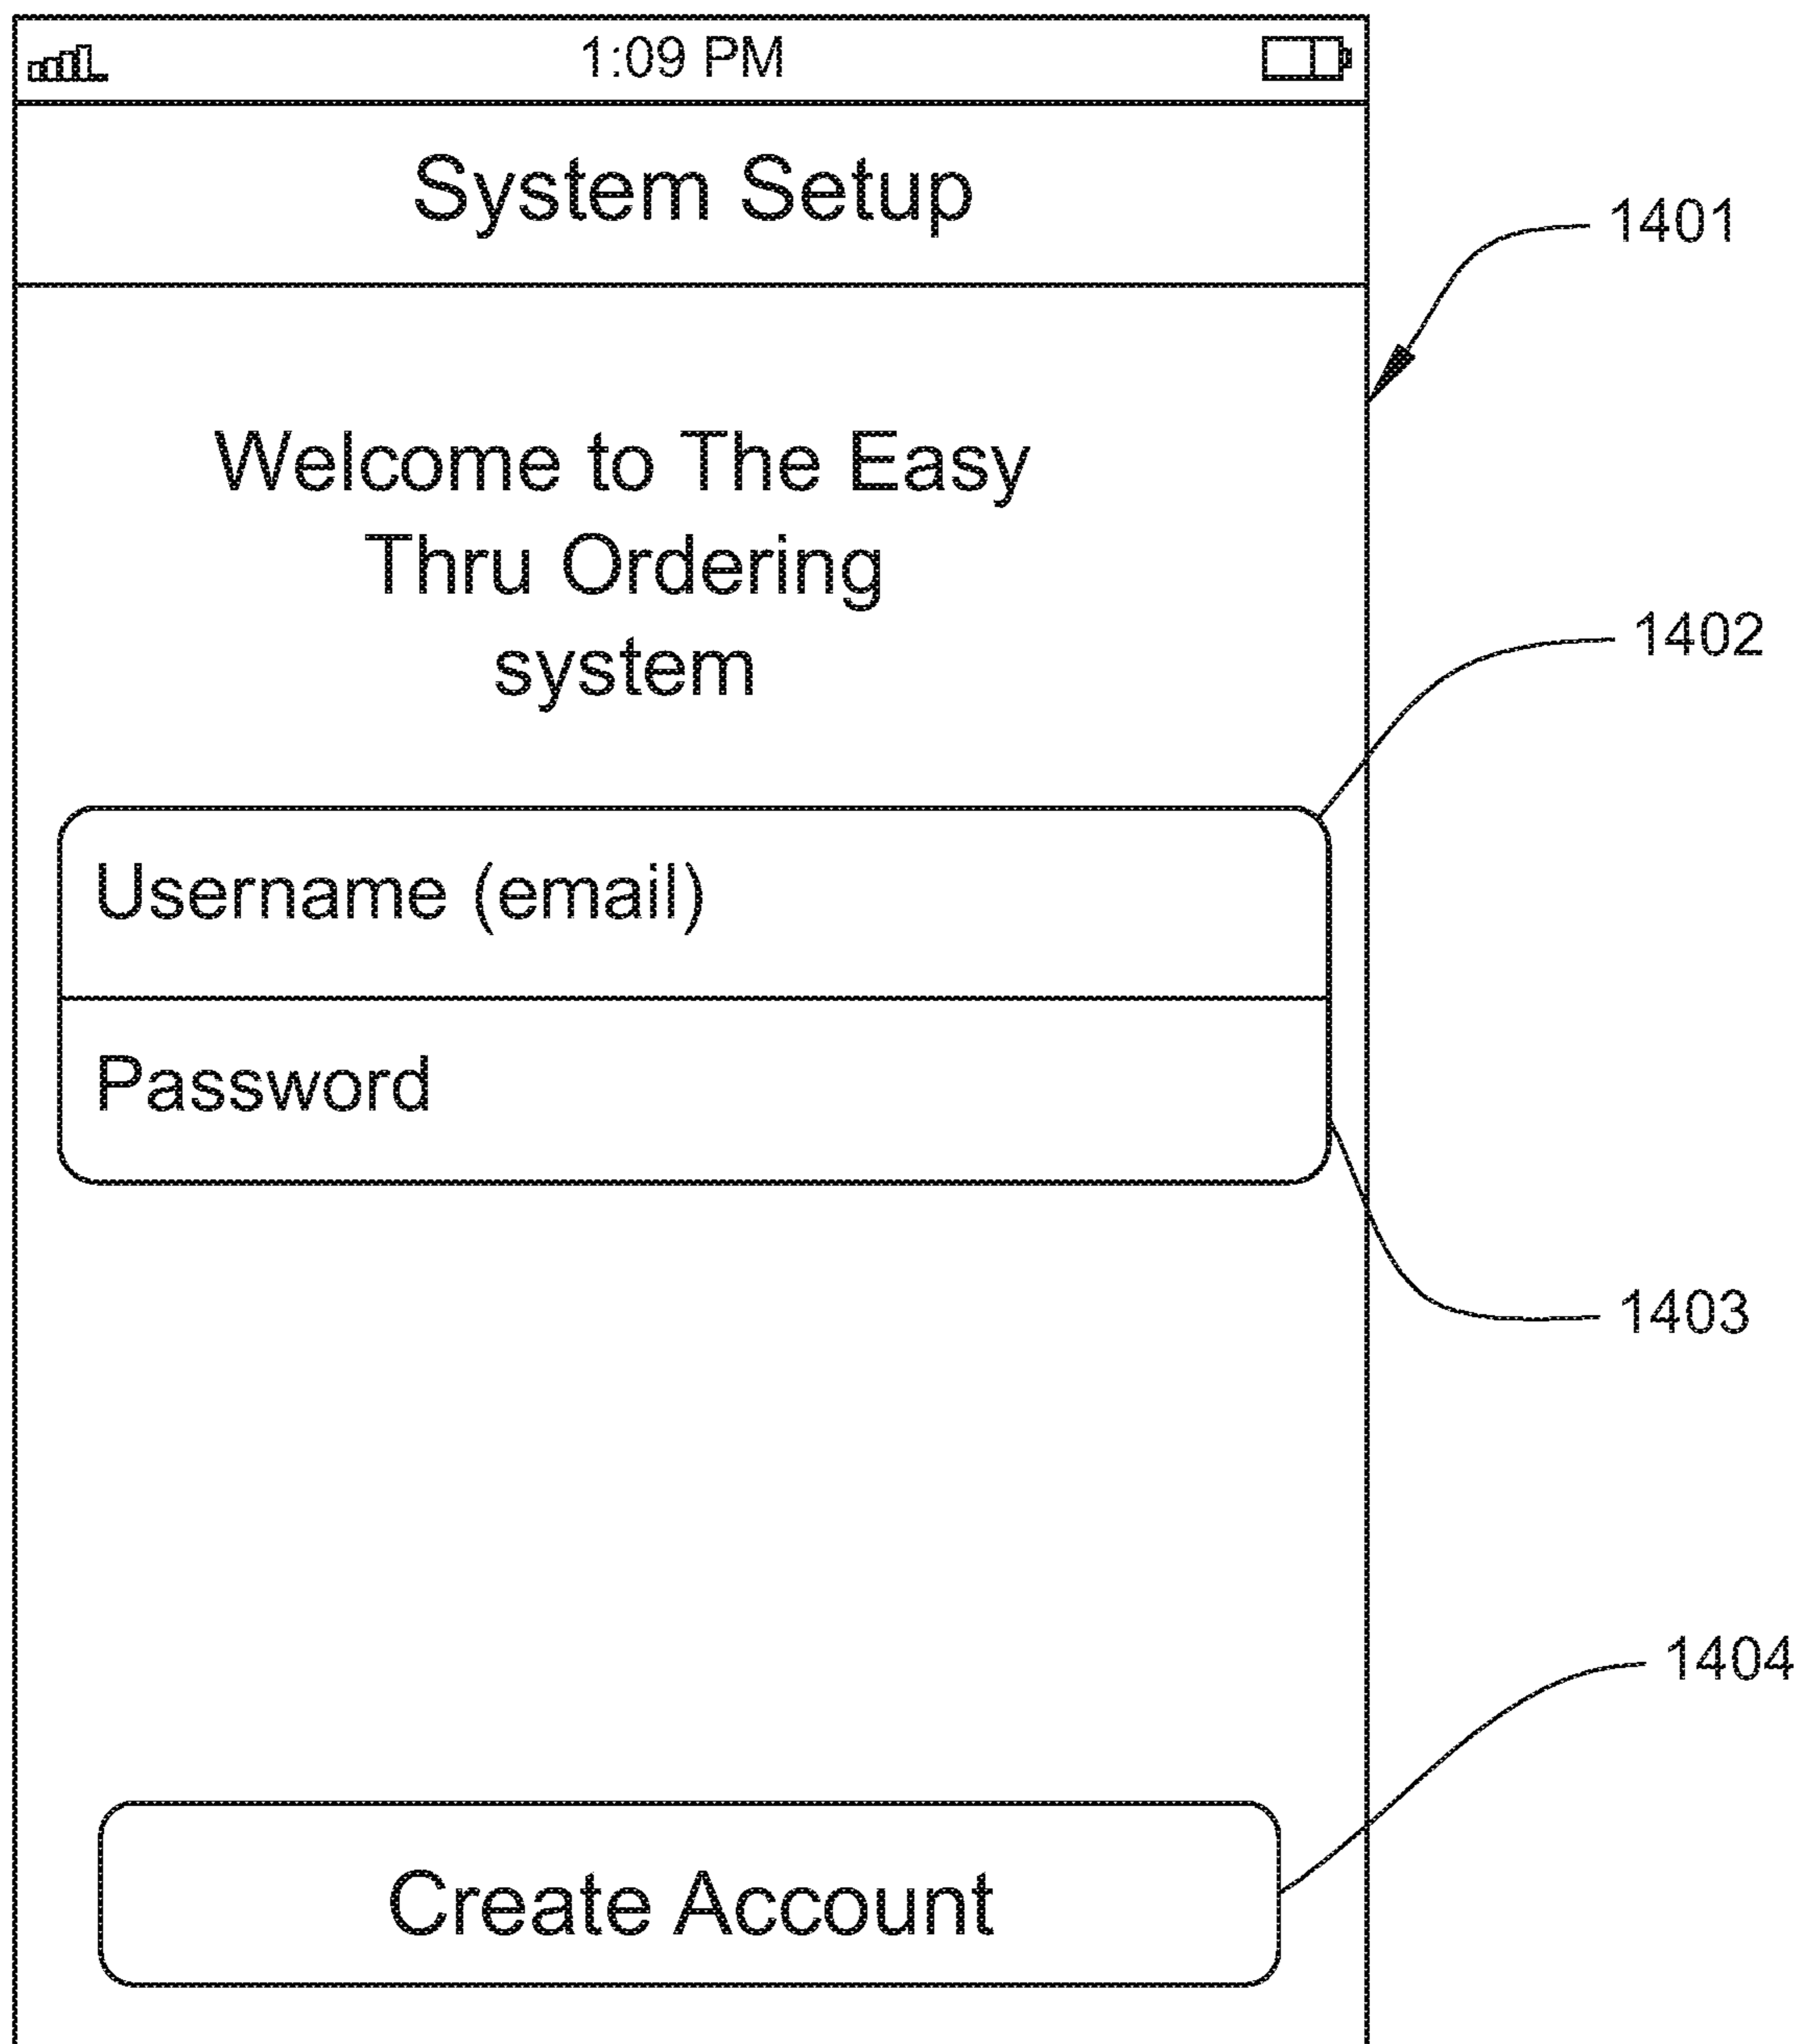 1:09 PM
System Setup
1401
Welcome to The Easy
Thru Ordering
system
1402
Username (email)
Password
1403
1404
Create Account